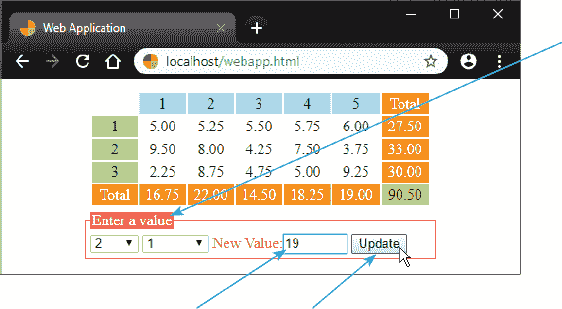 Web Application
localhost/webapp.html
1 2 3 4 5 Total
1 5.00 5.25 5.50 5.75 6.00 27.50
2 9.50 8.00 4.25 7.50 3.75 33.00
3 2.25 8.75 4.75 5.00 9.25 30.00
Total 16.75 22.00 14.50 18.25 19.00 90.50
Enter a value
2 1 New Value: 19 Update